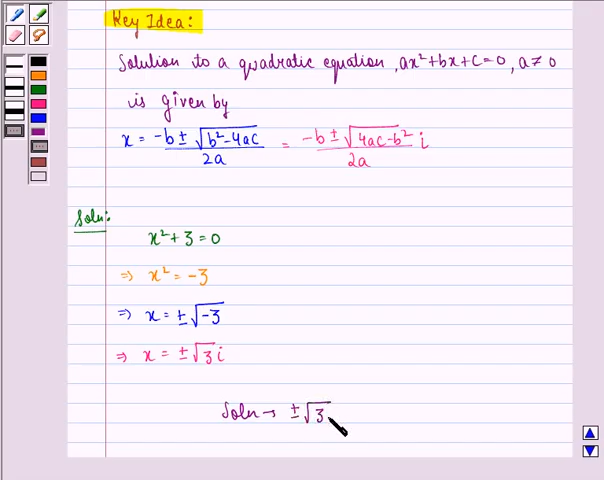 Key Idea:
Solution to a quadratic equation, ax²+bx+c=0, a≠0
is given by
x = -b ± √(b²-4ac) / 2a = -b ± √(4ac-b²) i / 2a
Soln:
x² + 3 = 0
⇒ x² = -3
⇒ x = ± √-3
⇒ x = ± √3 i
Soln → ± √3